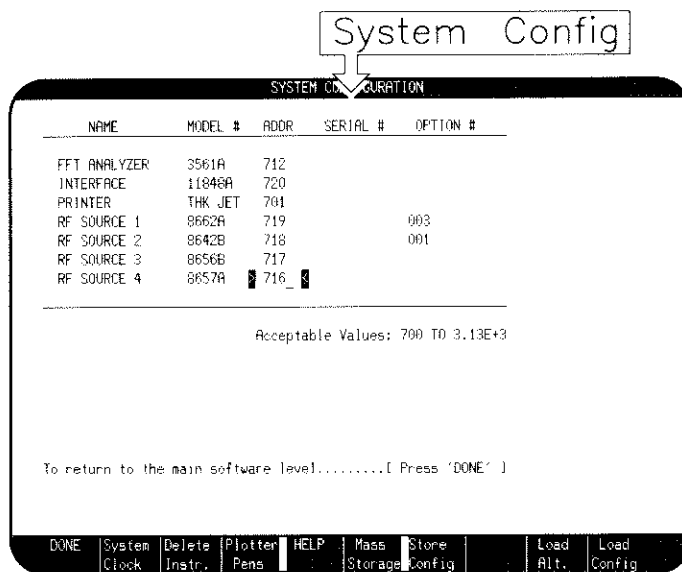 System Config
SYSTEM CONFIGURATION
NAME MODEL # ADDR SERIAL # OPTION #
FFT ANALYZER 3561A 712
INTERFACE 11848A 720
PRINTER THK JET 701
RF SOURCE 1 8662A 719 003
RF SOURCE 2 8642B 718 001
RF SOURCE 3 8656B 717
RF SOURCE 4 8657A > 716_ <
Acceptable Values: 700 TO 3.13E+3
To return to the main software level.........[ Press 'DONE' ]
DONE System Delete Plotter HELP Mass Store Load Load
Clock Instr. Pens Storage Config Alt. Config